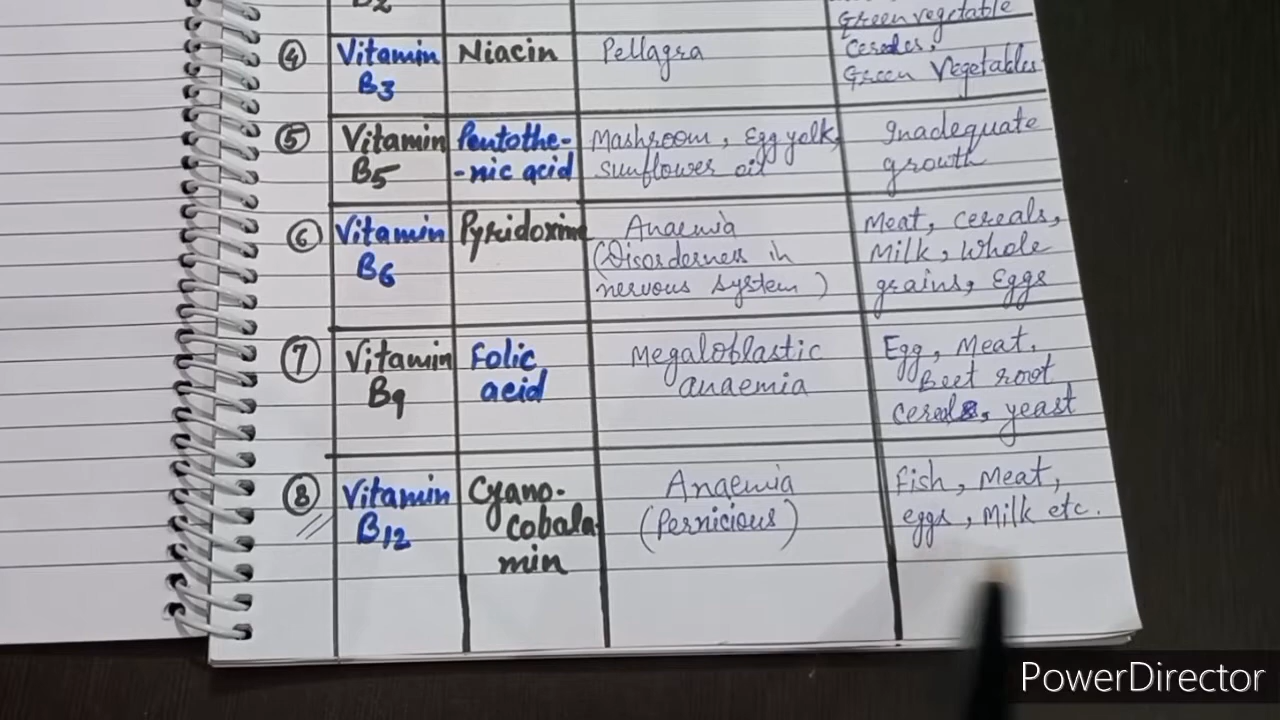 B2
Green vegetable
④ Vitamin B3 Niacin Pellagra Cereles, Green Vegetables
⑤ Vitamin B5 Pentothe- -nic acid Mashroom, Egg yolk, sunflower oil Inadequate growth
⑥ Vitamin B6 Pyridoxine Anaemia (Disorderness in nervous system) Meat, cereals, Milk, Whole grains, Eggs
⑦ Vitamin B9 Folic acid Megaloblastic anaemia Egg, Meat, Beet root cereals, yeast
⑧ Vitamin B12 Cyano- cobala min Anaemia (Pernicious) Fish, Meat, eggs, Milk etc.
PowerDirector